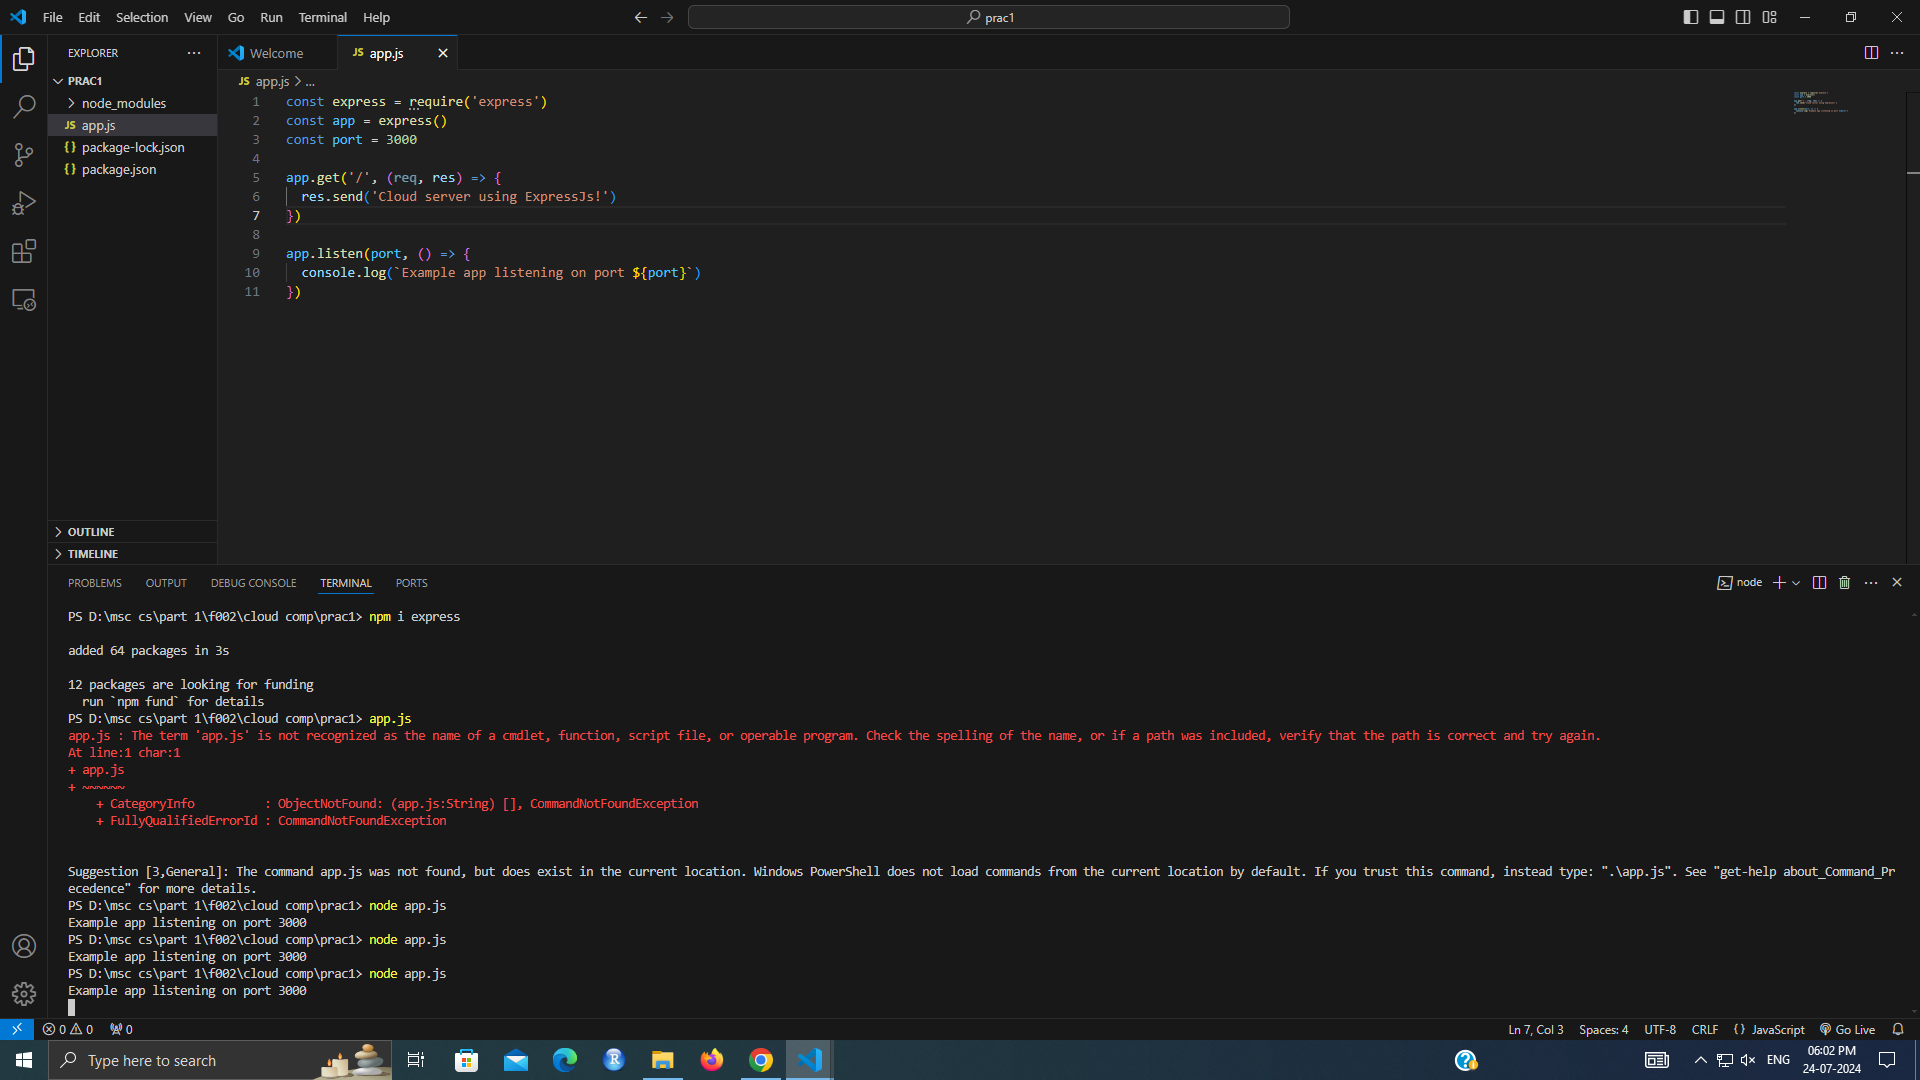 File Edit Selection View Go Run Terminal Help
prac1
EXPLORER
Welcome
JS app.js
PRAC1
node_modules
JS app.js
{} package-lock.json
{} package.json
JS app.js > ...
1 const express = require('express')
2 const app = express()
3 const port = 3000
4
5 app.get('/', (req, res) => {
6 res.send('Cloud server using ExpressJs!')
7 })
8
9 app.listen(port, () => {
10 console.log(`Example app listening on port ${port}`)
11 })
OUTLINE
TIMELINE
PROBLEMS OUTPUT DEBUG CONSOLE TERMINAL PORTS
node
PS D:\msc cs\part 1\f002\cloud comp\prac1> npm i express
added 64 packages in 3s
12 packages are looking for funding
run `npm fund` for details
PS D:\msc cs\part 1\f002\cloud comp\prac1> app.js
app.js : The term 'app.js' is not recognized as the name of a cmdlet, function, script file, or operable program. Check the spelling of the name, or if a path was included, verify that the path is correct and try again.
At line:1 char:1
+ app.js
+ ~~~~~~
+ CategoryInfo : ObjectNotFound: (app.js:String) [], CommandNotFoundException
+ FullyQualifiedErrorId : CommandNotFoundException
Suggestion [3,General]: The command app.js was not found, but does exist in the current location. Windows PowerShell does not load commands from the current location by default. If you trust this command, instead type: ".\app.js". See "get-help about_Command_Pr
ecedence" for more details.
PS D:\msc cs\part 1\f002\cloud comp\prac1> node app.js
Example app listening on port 3000
PS D:\msc cs\part 1\f002\cloud comp\prac1> node app.js
Example app listening on port 3000
PS D:\msc cs\part 1\f002\cloud comp\prac1> node app.js
Example app listening on port 3000
0 0 0
Ln 7, Col 3 Spaces: 4 UTF-8 CRLF {} JavaScript Go Live
Type here to search
ENG
06:02 PM
24-07-2024